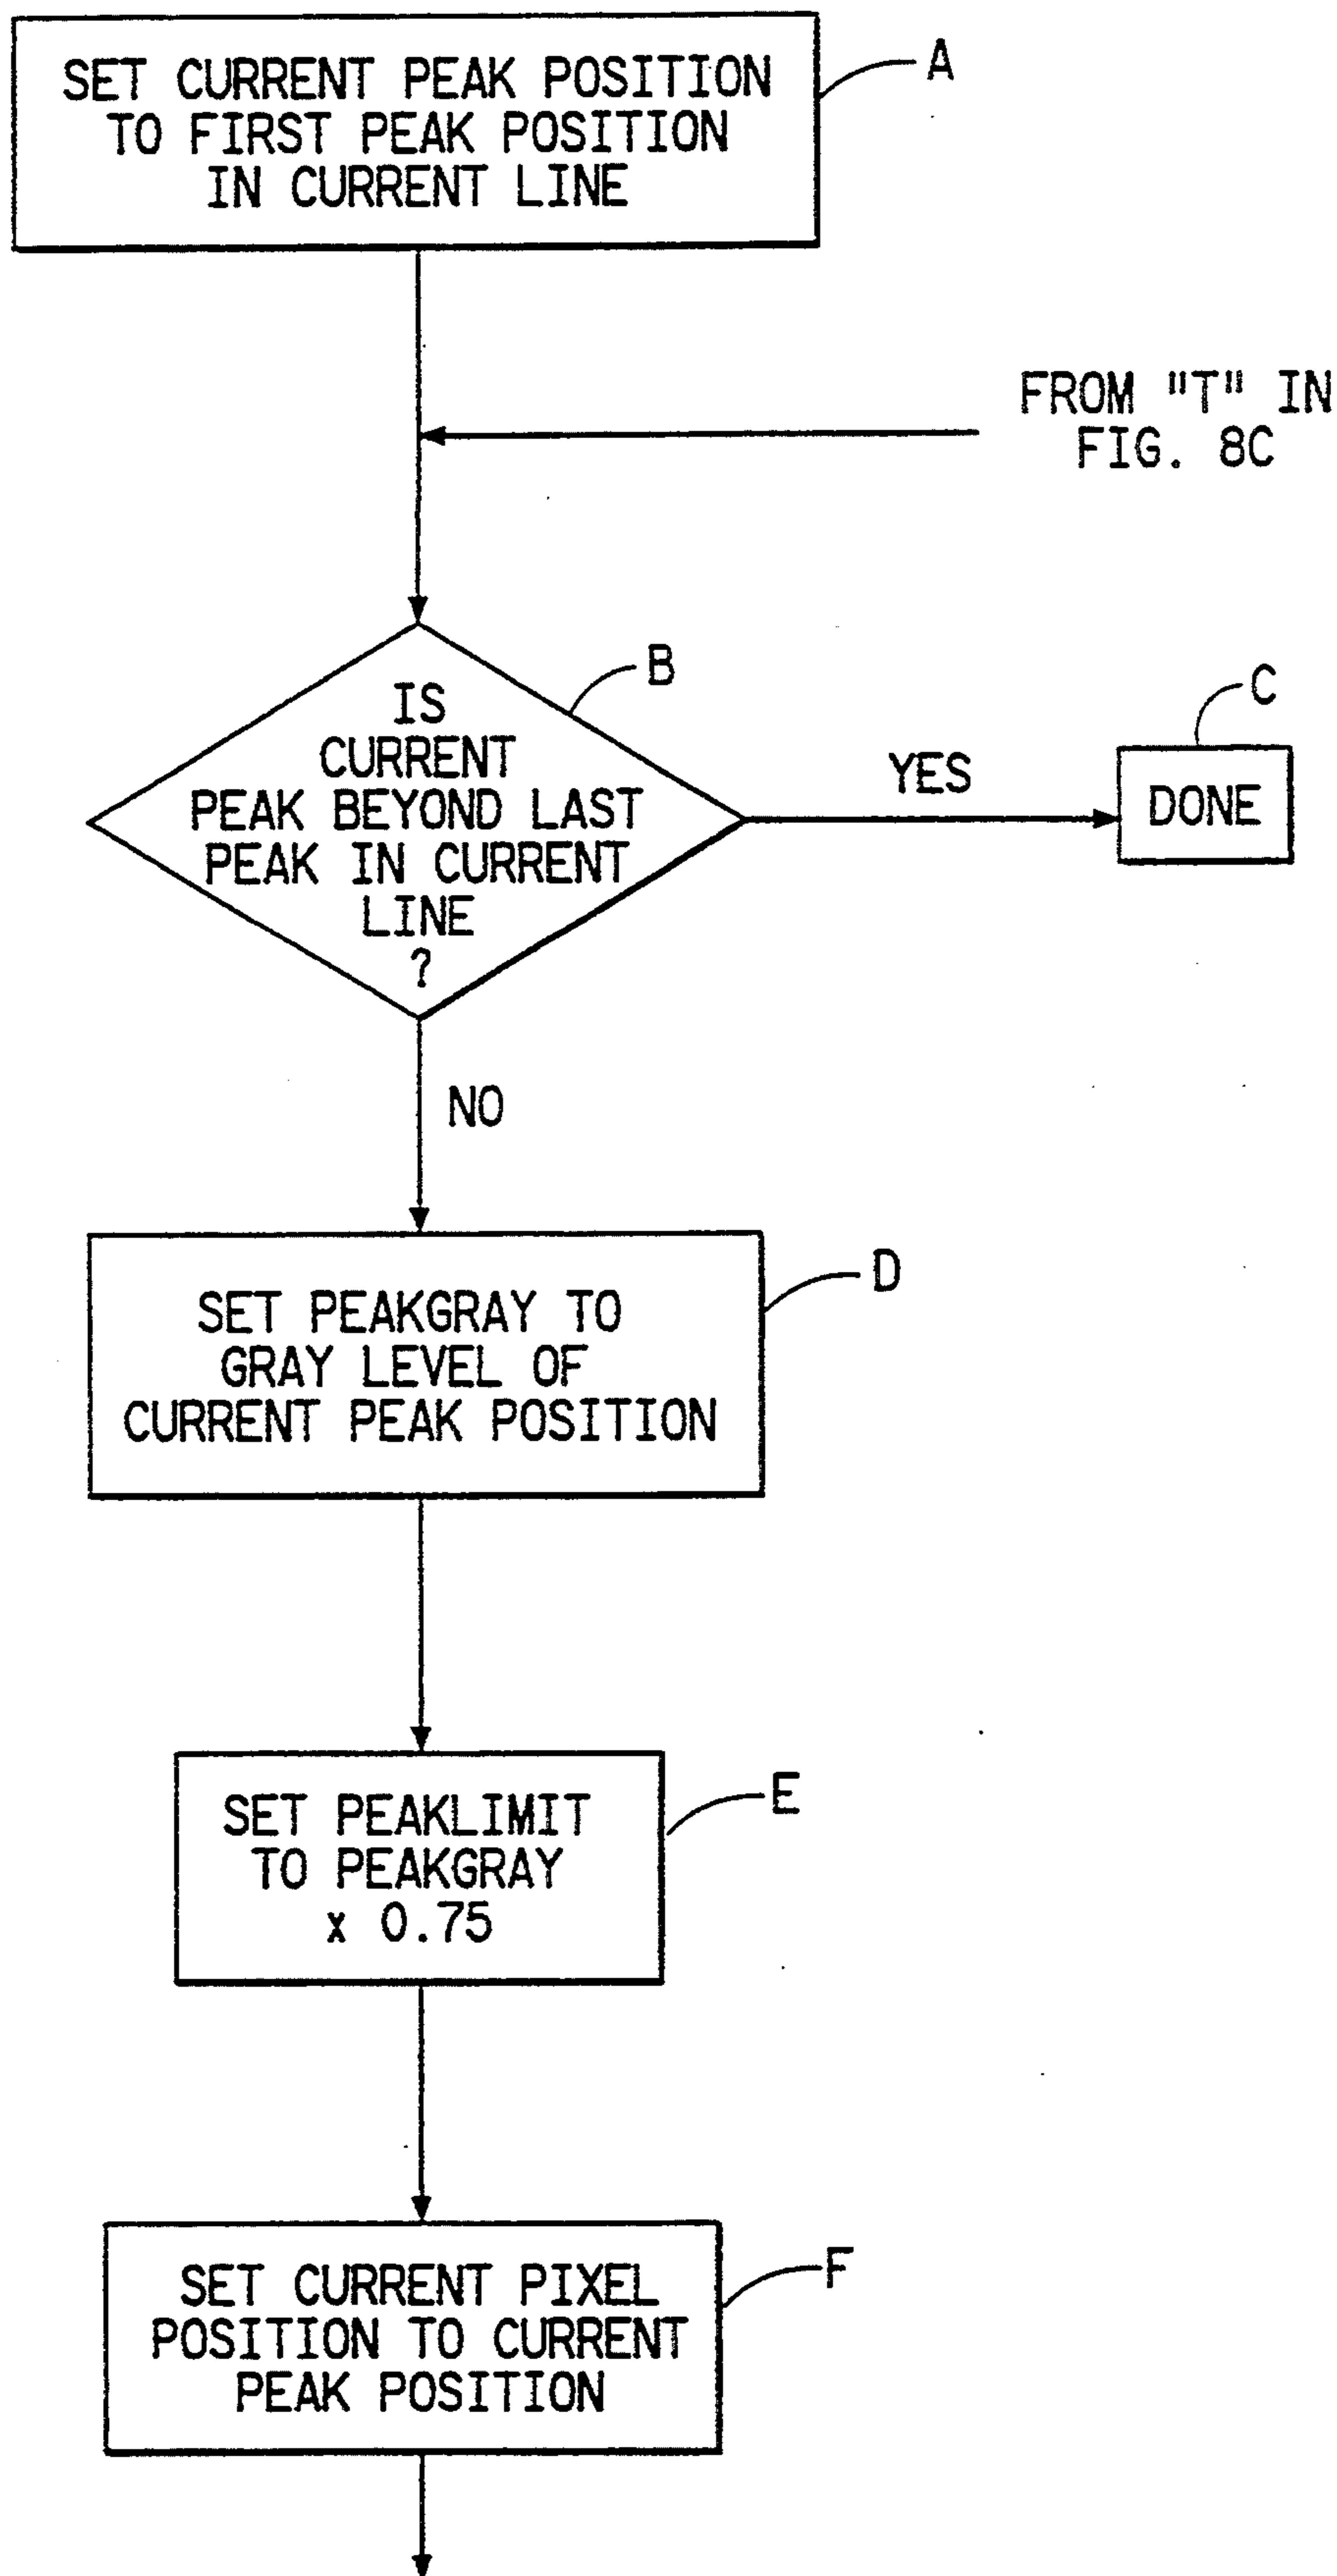 SET CURRENT PEAK POSITION
TO FIRST PEAK POSITION
IN CURRENT LINE
A
FROM "T" IN
FIG. 8C
B
IS
CURRENT
PEAK BEYOND LAST
PEAK IN CURRENT
LINE
?
YES
C
DONE
NO
D
SET PEAKGRAY TO
GRAY LEVEL OF
CURRENT PEAK POSITION
E
SET PEAKLIMIT
TO PEAKGRAY
x 0.75
F
SET CURRENT PIXEL
POSITION TO CURRENT
PEAK POSITION